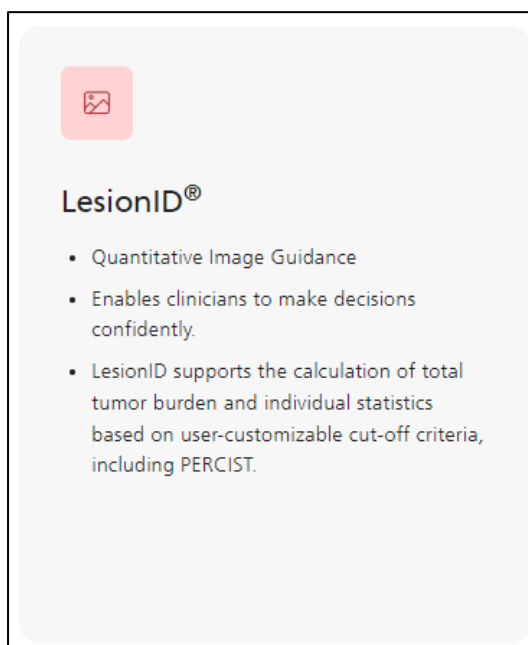 LesionID®
• Quantitative Image Guidance
• Enables clinicians to make decisions
confidently.
• LesionID supports the calculation of total
tumor burden and individual statistics
based on user-customizable cut-off criteria,
including PERCIST.